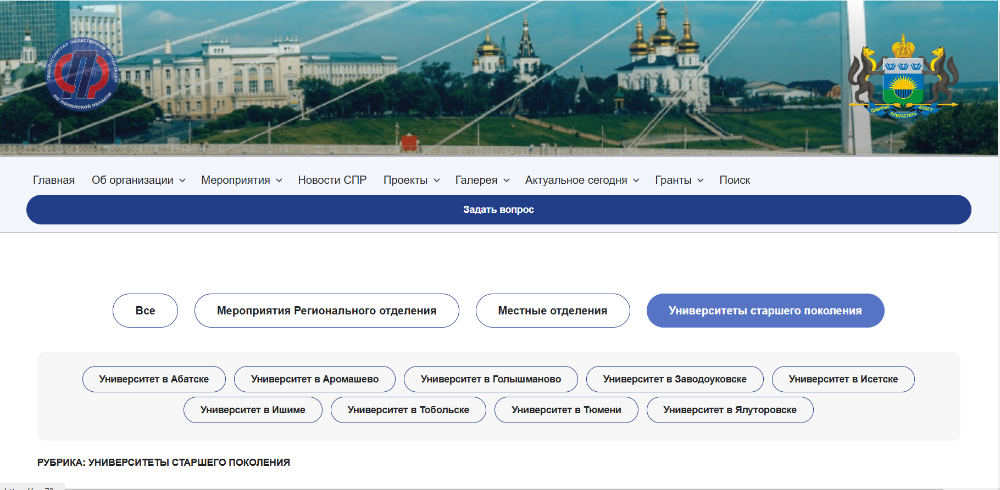 ОБЩЕРОССИЙСКАЯ ОБЩЕСТВЕННАЯ ОРГАНИЗАЦИЯ
ПО ТЮМЕНСКОЙ ОБЛАСТИ
СИБИРЬЮ ПРИРАСТАТЬ БУДЕТ
Главная Об организации Мероприятия Новости СПР Проекты Галерея Актуальное сегодня Гранты Поиск
Задать вопрос
Все Мероприятия Регионального отделения Местные отделения Университеты старшего поколения
Университет в Абатске Университет в Аромашево Университет в Голышманово Университет в Заводоуковске Университет в Исетске
Университет в Ишиме Университет в Тобольске Университет в Тюмени Университет в Ялуторовске
РУБРИКА: УНИВЕРСИТЕТЫ СТАРШЕГО ПОКОЛЕНИЯ